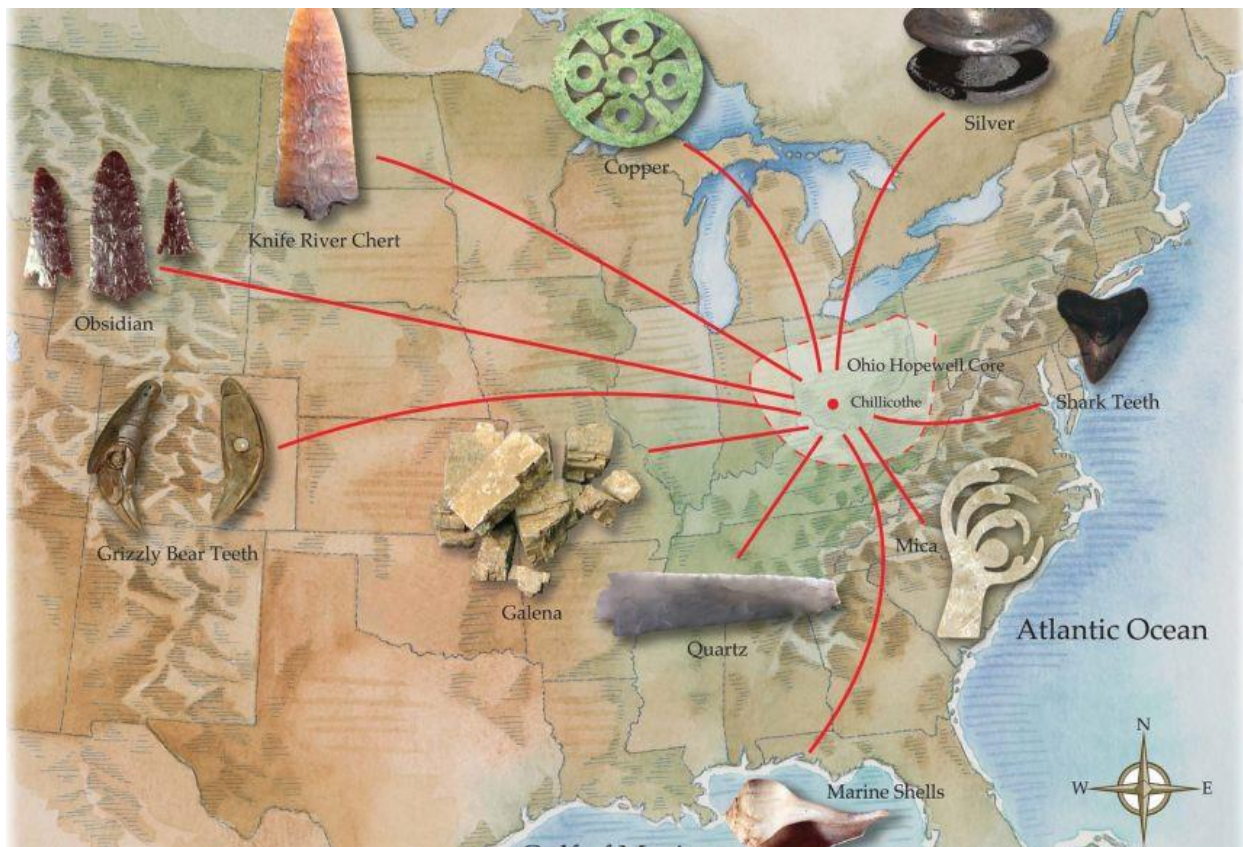 Silver
Copper
Knife River Chert
Obsidian
Ohio Hopewell Core
Chillicothe
Shark Teeth
Grizzly Bear Teeth
Mica
Galena
Quartz
Atlantic Ocean
N
W
E
Marine Shells